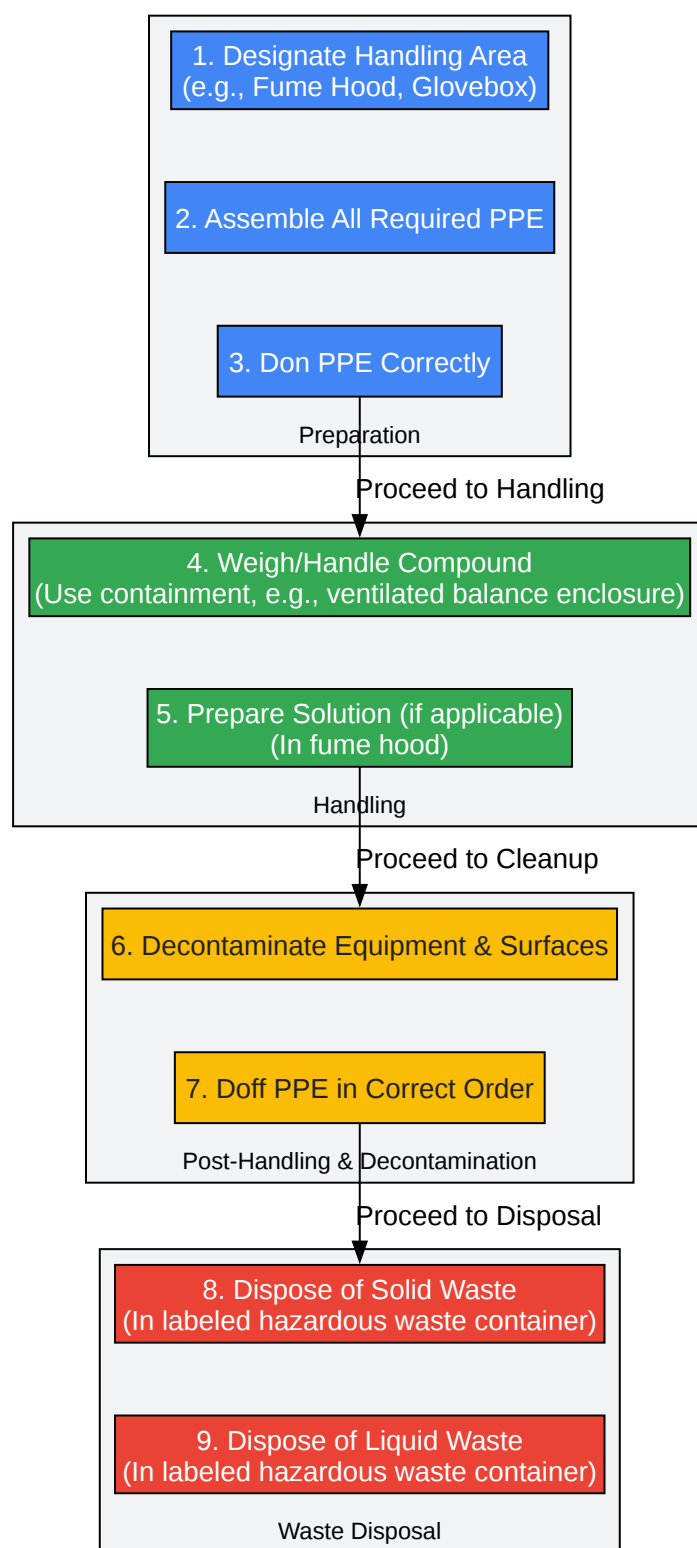 1. Designate Handling Area
(e.g., Fume Hood, Glovebox)
2. Assemble All Required PPE
3. Don PPE Correctly
Preparation
Proceed to Handling
4. Weigh/Handle Compound
(Use containment, e.g., ventilated balance enclosure)
5. Prepare Solution (if applicable)
(In fume hood)
Handling
Proceed to Cleanup
6. Decontaminate Equipment & Surfaces
7. Doff PPE in Correct Order
Post-Handling & Decontamination
Proceed to Disposal
8. Dispose of Solid Waste
(In labeled hazardous waste container)
9. Dispose of Liquid Waste
(In labeled hazardous waste container)
Waste Disposal